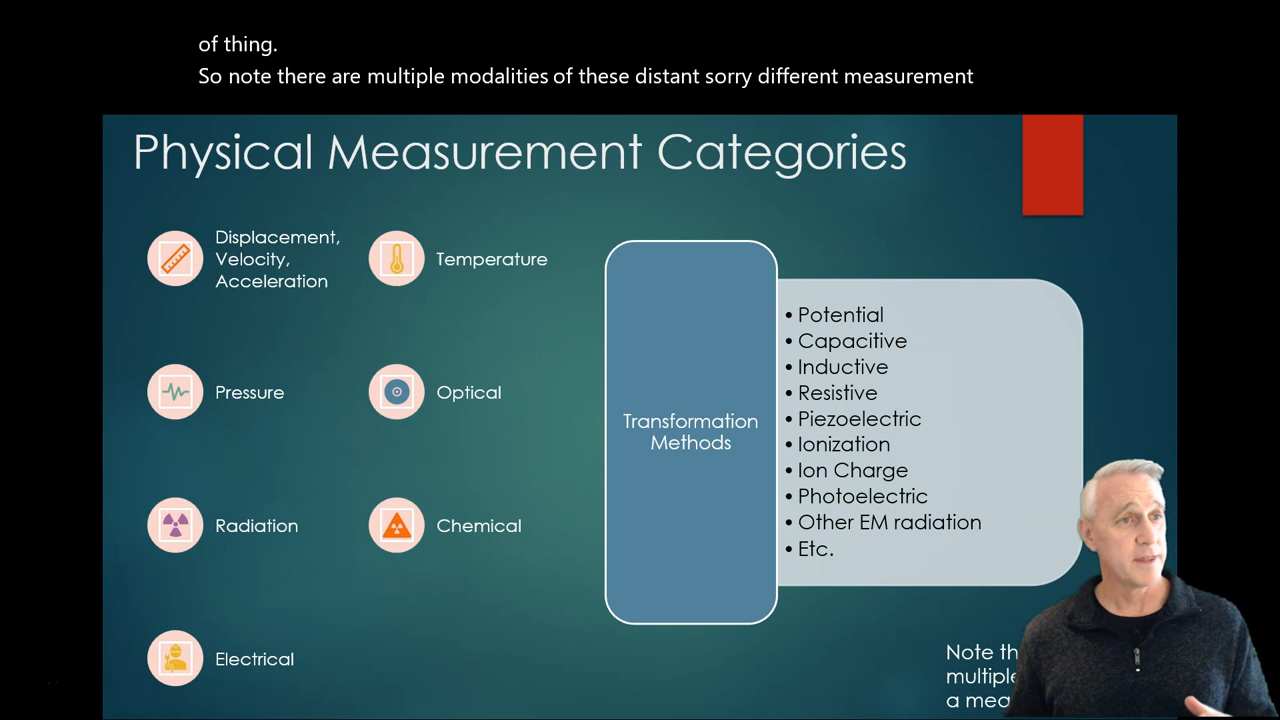 of thing.
So note there are multiple modalities of these distant sorry different measurement
Physical Measurement Categories
Displacement,
Velocity,
Acceleration
Temperature
Pressure
Optical
Radiation
Chemical
Electrical
Transformation
Methods
• Potential
• Capacitive
• Inductive
• Resistive
• Piezoelectric
• Ionization
• Ion Charge
• Photoelectric
• Other EM radiation
• Etc.
Note
multiple
a